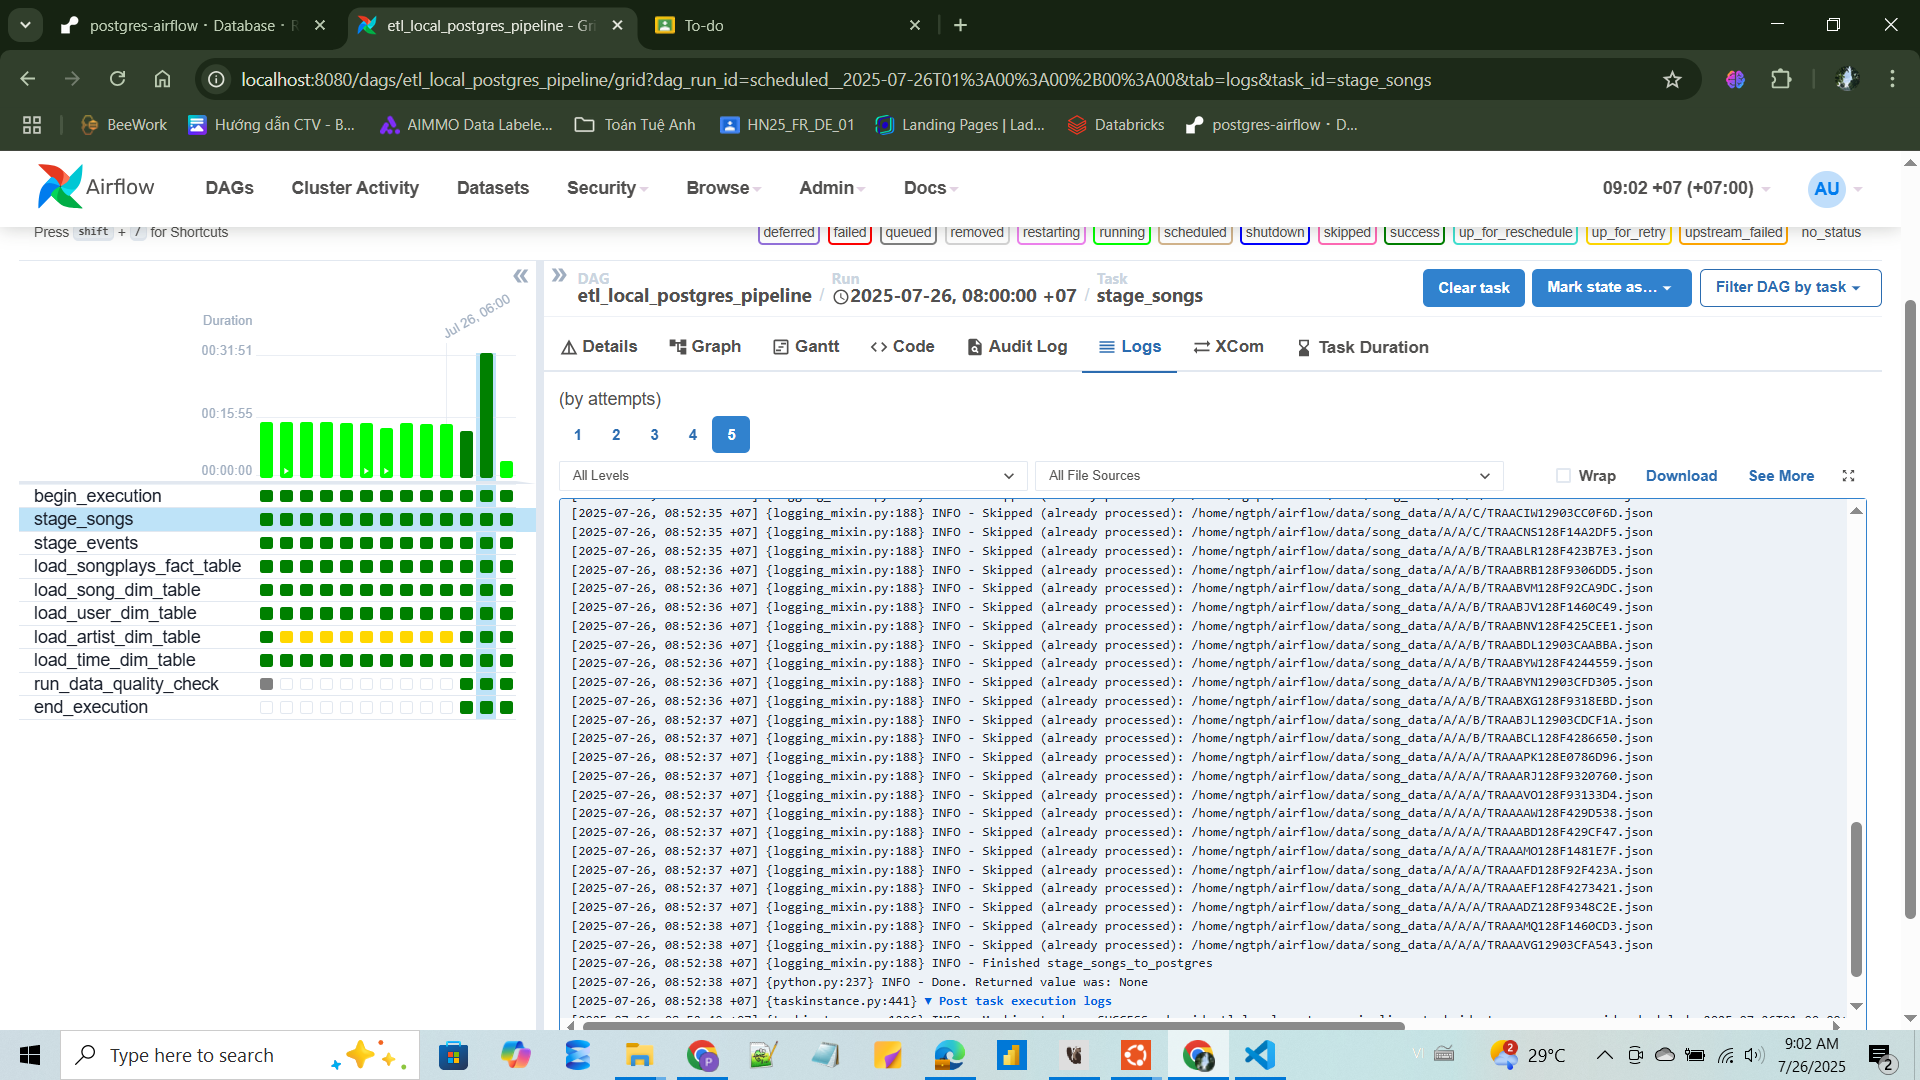 postgres-airflow · Database · R
etl_local_postgres_pipeline - Gri
To-do
localhost:8080/dags/etl_local_postgres_pipeline/grid?dag_run_id=scheduled__2025-07-26T01%3A00%3A00%2B00%3A00&tab=logs&task_id=stage_songs
BeeWork
Hướng dẫn CTV - B...
AIMMO Data Labele...
Toán Tuệ Anh
HN25_FR_DE_01
Landing Pages | Lad...
Databricks
postgres-airflow · D...
Airflow
DAGs
Cluster Activity
Datasets
Security
Browse
Admin
Docs
09:02 +07 (+07:00)
AU
Press shift + / for Shortcuts
deferred failed queued removed restarting running scheduled shutdown skipped success up_for_reschedule up_for_retry upstream_failed no_status
DAG
etl_local_postgres_pipeline /
Run
2025-07-26, 08:00:00 +07 /
Task
stage_songs
Clear task
Mark state as...
Filter DAG by task
Jul 26, 06:00
Duration
00:31:51
00:15:55
00:00:00
begin_execution
stage_songs
stage_events
load_songplays_fact_table
load_song_dim_table
load_user_dim_table
load_artist_dim_table
load_time_dim_table
run_data_quality_check
end_execution
Details
Graph
Gantt
Code
Audit Log
Logs
XCom
Task Duration
(by attempts)
1 2 3 4 5
All Levels
All File Sources
Wrap
Download
See More
[2025-07-26, 08:52:35 +07] {logging_mixin.py:188} INFO - Skipped (already processed): /home/ngtph/airflow/data/song_data/A/A/C/TRAACIW12903CC0F6D.json
[2025-07-26, 08:52:35 +07] {logging_mixin.py:188} INFO - Skipped (already processed): /home/ngtph/airflow/data/song_data/A/A/C/TRAACNS128F14A2DF5.json
[2025-07-26, 08:52:35 +07] {logging_mixin.py:188} INFO - Skipped (already processed): /home/ngtph/airflow/data/song_data/A/A/B/TRAABLR128F423B7E3.json
[2025-07-26, 08:52:36 +07] {logging_mixin.py:188} INFO - Skipped (already processed): /home/ngtph/airflow/data/song_data/A/A/B/TRAABRB128F9306DD5.json
[2025-07-26, 08:52:36 +07] {logging_mixin.py:188} INFO - Skipped (already processed): /home/ngtph/airflow/data/song_data/A/A/B/TRAABVM128F92CA9DC.json
[2025-07-26, 08:52:36 +07] {logging_mixin.py:188} INFO - Skipped (already processed): /home/ngtph/airflow/data/song_data/A/A/B/TRAABJV128F1460C49.json
[2025-07-26, 08:52:36 +07] {logging_mixin.py:188} INFO - Skipped (already processed): /home/ngtph/airflow/data/song_data/A/A/B/TRAABNV128F425CEE1.json
[2025-07-26, 08:52:36 +07] {logging_mixin.py:188} INFO - Skipped (already processed): /home/ngtph/airflow/data/song_data/A/A/B/TRAABDL12903CAABBA.json
[2025-07-26, 08:52:36 +07] {logging_mixin.py:188} INFO - Skipped (already processed): /home/ngtph/airflow/data/song_data/A/A/B/TRAABYW128F4244559.json
[2025-07-26, 08:52:36 +07] {logging_mixin.py:188} INFO - Skipped (already processed): /home/ngtph/airflow/data/song_data/A/A/B/TRAABYN12903CFD305.json
[2025-07-26, 08:52:36 +07] {logging_mixin.py:188} INFO - Skipped (already processed): /home/ngtph/airflow/data/song_data/A/A/B/TRAABXG128F9318EBD.json
[2025-07-26, 08:52:37 +07] {logging_mixin.py:188} INFO - Skipped (already processed): /home/ngtph/airflow/data/song_data/A/A/B/TRAABJL12903CDCF1A.json
[2025-07-26, 08:52:37 +07] {logging_mixin.py:188} INFO - Skipped (already processed): /home/ngtph/airflow/data/song_data/A/A/B/TRAABCL128F4286650.json
[2025-07-26, 08:52:37 +07] {logging_mixin.py:188} INFO - Skipped (already processed): /home/ngtph/airflow/data/song_data/A/A/A/TRAAAPK128E0786D96.json
[2025-07-26, 08:52:37 +07] {logging_mixin.py:188} INFO - Skipped (already processed): /home/ngtph/airflow/data/song_data/A/A/A/TRAAARJ128F9320760.json
[2025-07-26, 08:52:37 +07] {logging_mixin.py:188} INFO - Skipped (already processed): /home/ngtph/airflow/data/song_data/A/A/A/TRAAAVO128F93133D4.json
[2025-07-26, 08:52:37 +07] {logging_mixin.py:188} INFO - Skipped (already processed): /home/ngtph/airflow/data/song_data/A/A/A/TRAAAAW128F429D538.json
[2025-07-26, 08:52:37 +07] {logging_mixin.py:188} INFO - Skipped (already processed): /home/ngtph/airflow/data/song_data/A/A/A/TRAAABD128F429CF47.json
[2025-07-26, 08:52:37 +07] {logging_mixin.py:188} INFO - Skipped (already processed): /home/ngtph/airflow/data/song_data/A/A/A/TRAAAMO128F1481E7F.json
[2025-07-26, 08:52:37 +07] {logging_mixin.py:188} INFO - Skipped (already processed): /home/ngtph/airflow/data/song_data/A/A/A/TRAAAFD128F92F423A.json
[2025-07-26, 08:52:37 +07] {logging_mixin.py:188} INFO - Skipped (already processed): /home/ngtph/airflow/data/song_data/A/A/A/TRAAAEF128F4273421.json
[2025-07-26, 08:52:37 +07] {logging_mixin.py:188} INFO - Skipped (already processed): /home/ngtph/airflow/data/song_data/A/A/A/TRAAADZ128F9348C2E.json
[2025-07-26, 08:52:38 +07] {logging_mixin.py:188} INFO - Skipped (already processed): /home/ngtph/airflow/data/song_data/A/A/A/TRAAAMQ128F1460CD3.json
[2025-07-26, 08:52:38 +07] {logging_mixin.py:188} INFO - Skipped (already processed): /home/ngtph/airflow/data/song_data/A/A/A/TRAAAVG12903CFA543.json
[2025-07-26, 08:52:38 +07] {logging_mixin.py:188} INFO - Finished stage_songs_to_postgres
[2025-07-26, 08:52:38 +07] {python.py:237} INFO - Done. Returned value was: None
[2025-07-26, 08:52:38 +07] {taskinstance.py:441} ▼ Post task execution logs
Type here to search
29°C
9:02 AM
7/26/2025
2